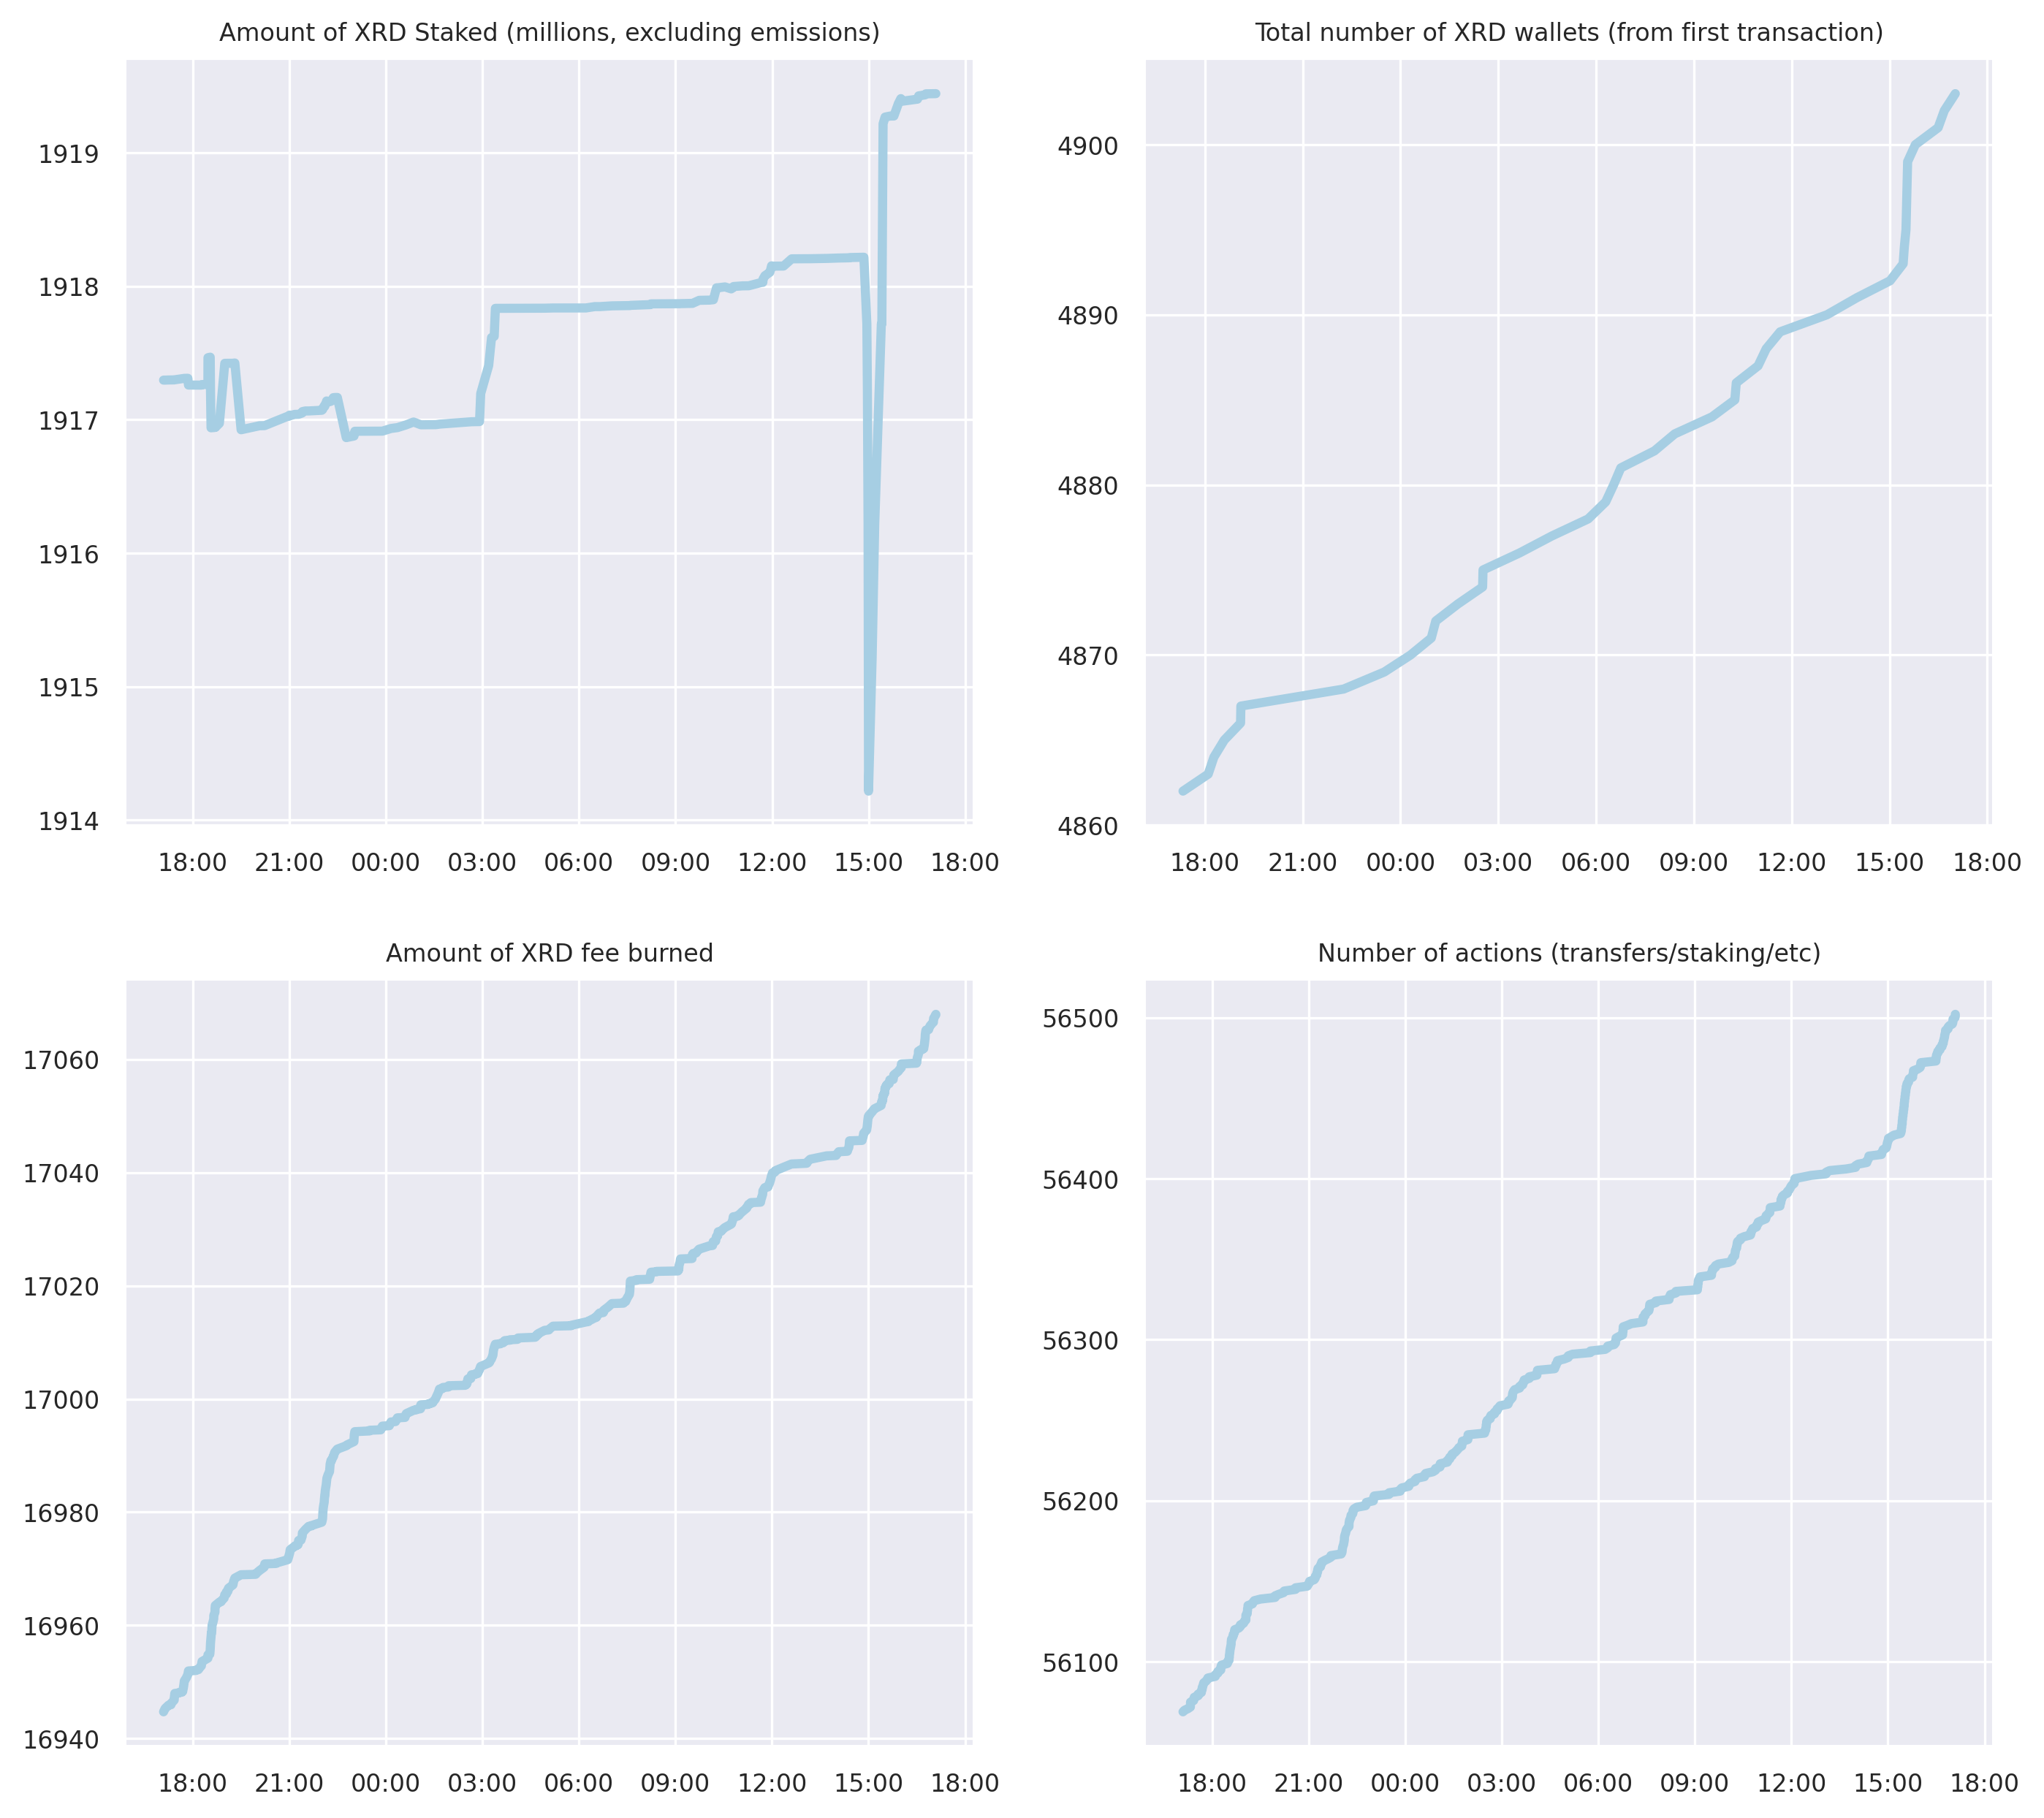 Amount of XRD Staked (millions, excluding emissions)
1919
1918
1917
1916
1915
1914
18:00 21:00 00:00 03:00 06:00 09:00 12:00 15:00 18:00
Total number of XRD wallets (from first transaction)
4900
4890
4880
4870
4860
18:00 21:00 00:00 03:00 06:00 09:00 12:00 15:00 18:00
Amount of XRD fee burned
17060
17040
17020
17000
16980
16960
16940
18:00 21:00 00:00 03:00 06:00 09:00 12:00 15:00 18:00
Number of actions (transfers/staking/etc)
56500
56400
56300
56200
56100
18:00 21:00 00:00 03:00 06:00 09:00 12:00 15:00 18:00